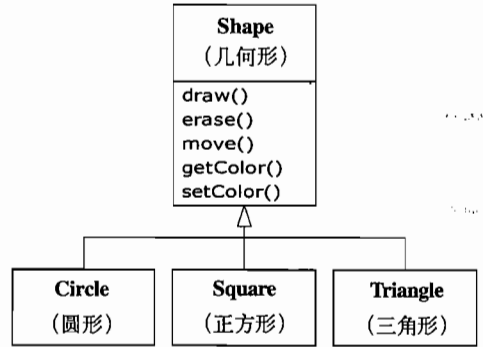 Shape
（几何形）
draw()
erase()
move()
getColor()
setColor()
Circle
（圆形）
Square
（正方形）
Triangle
（三角形）